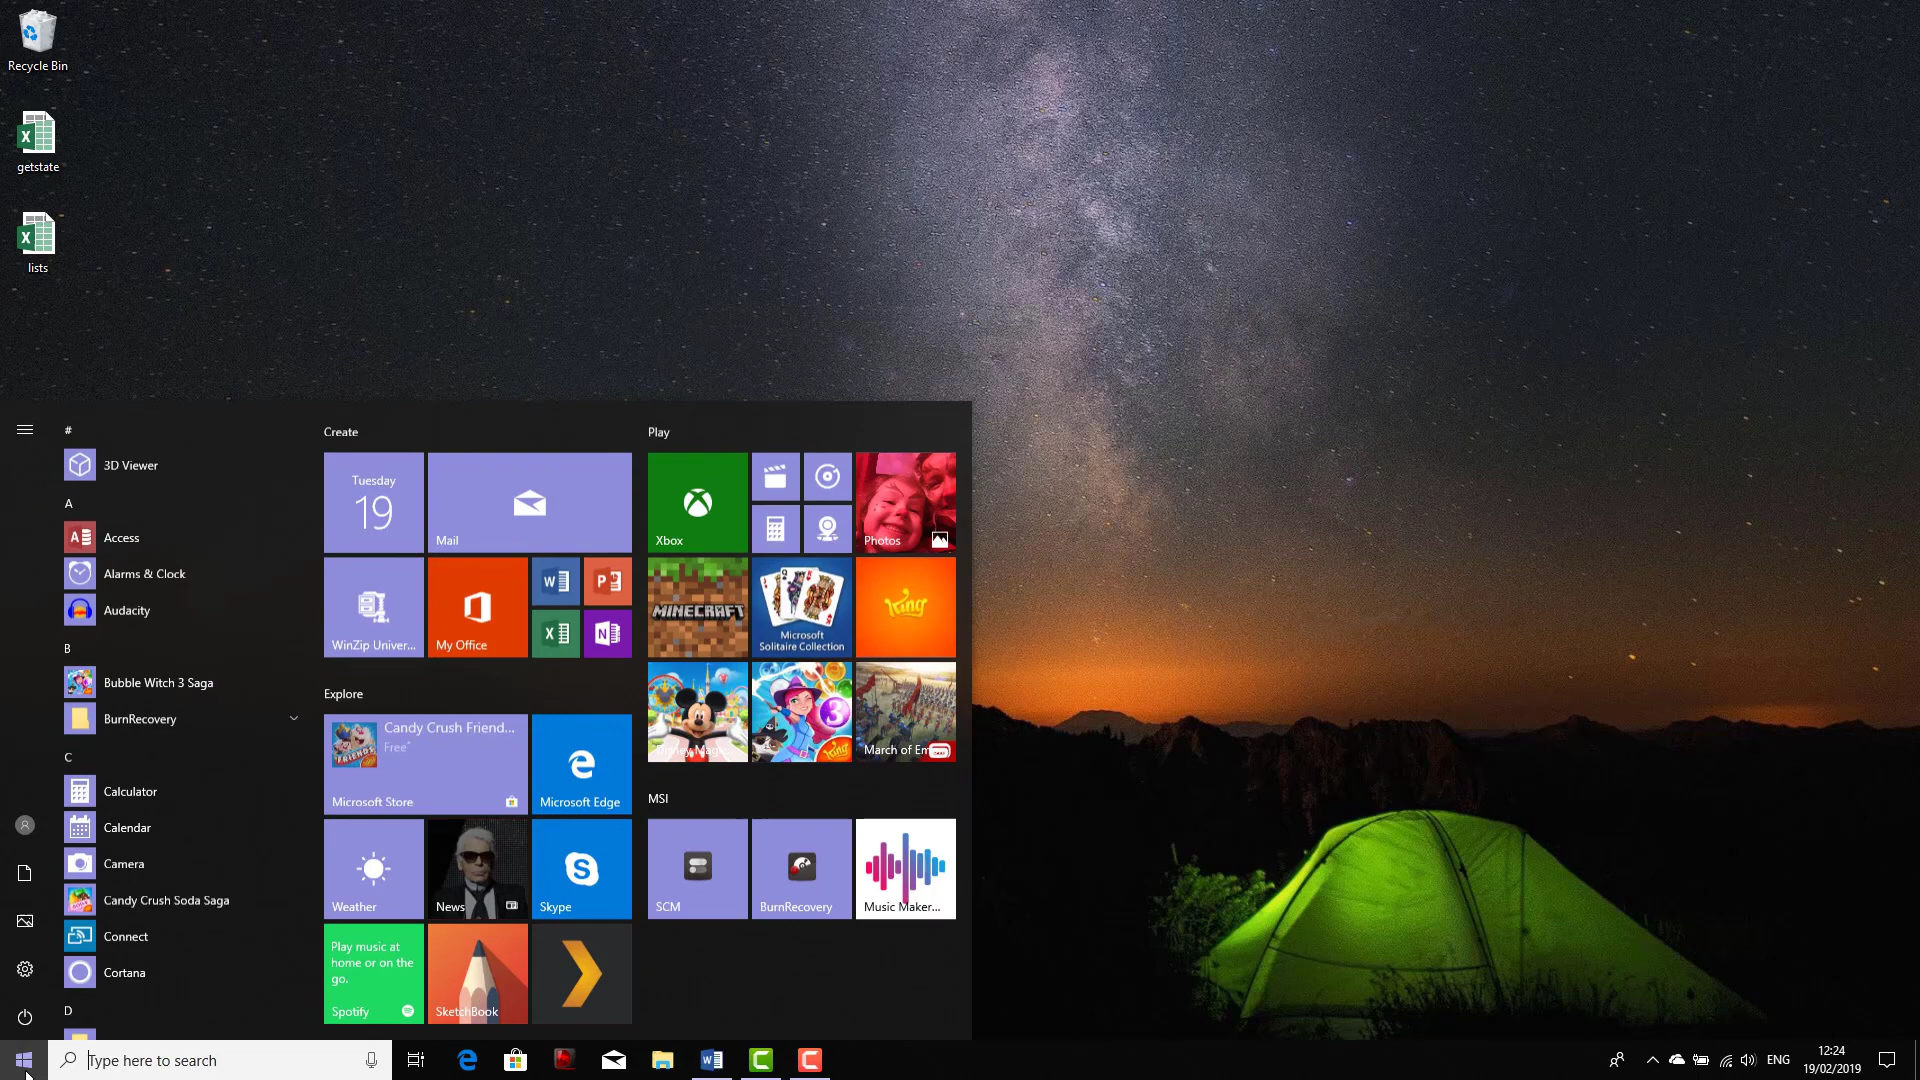 Recycle Bin
getstate
lists
#
3D Viewer
A
Access
Alarms & Clock
Audacity
B
Bubble Witch 3 Saga
BurnRecovery
C
Calculator
Calendar
Camera
Candy Crush Soda Saga
Connect
Cortana
D
Create
Tuesday
19
Mail
WinZip Univer...
My Office
Explore
Candy Crush Friend...
Free*
Microsoft Store
Microsoft Edge
Weather
News
Skype
Play music at
home or on the
go.
Spotify
SketchBook
Play
Xbox
Photos
MINECRAFT
Microsoft
Solitaire Collection
King
Disney Magic
3
King
March of Em
MSI
SCM
BurnRecovery
Music Maker...
Type here to search
ENG
12:24
19/02/2019